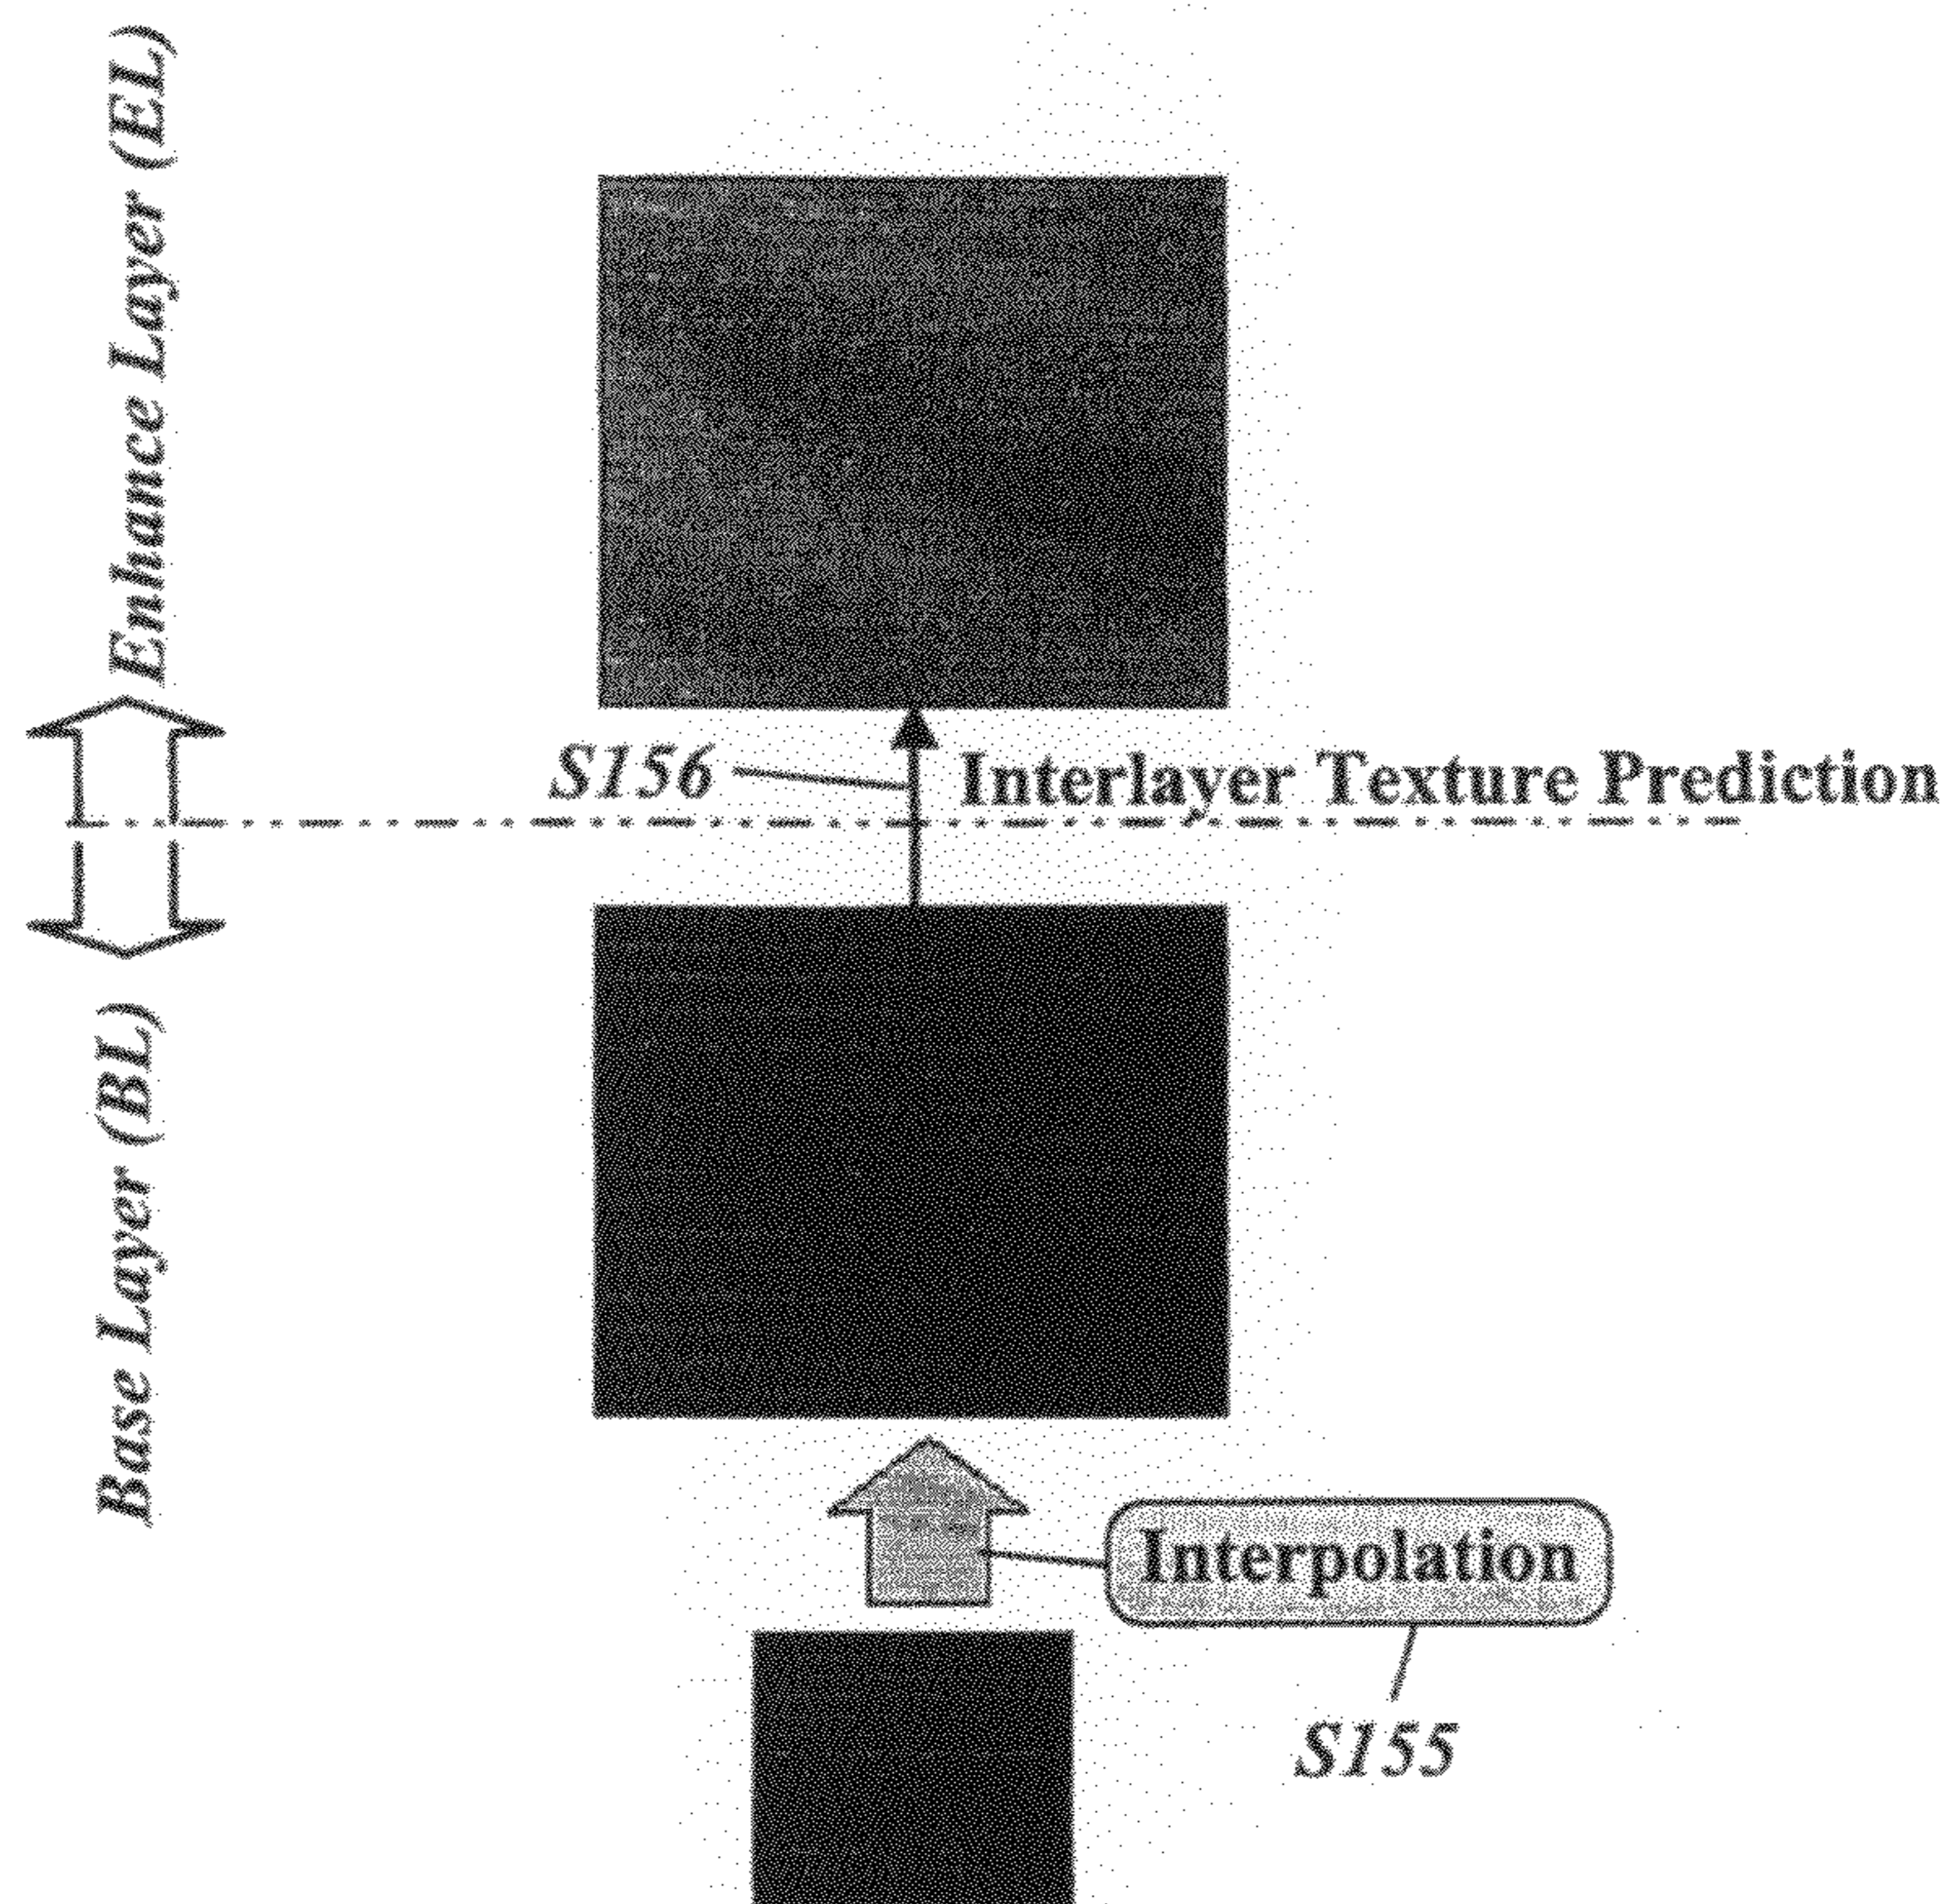 Enhance Layer (EL)
S156
Interlayer Texture Prediction
Base Layer (BL)
Interpolation
S155